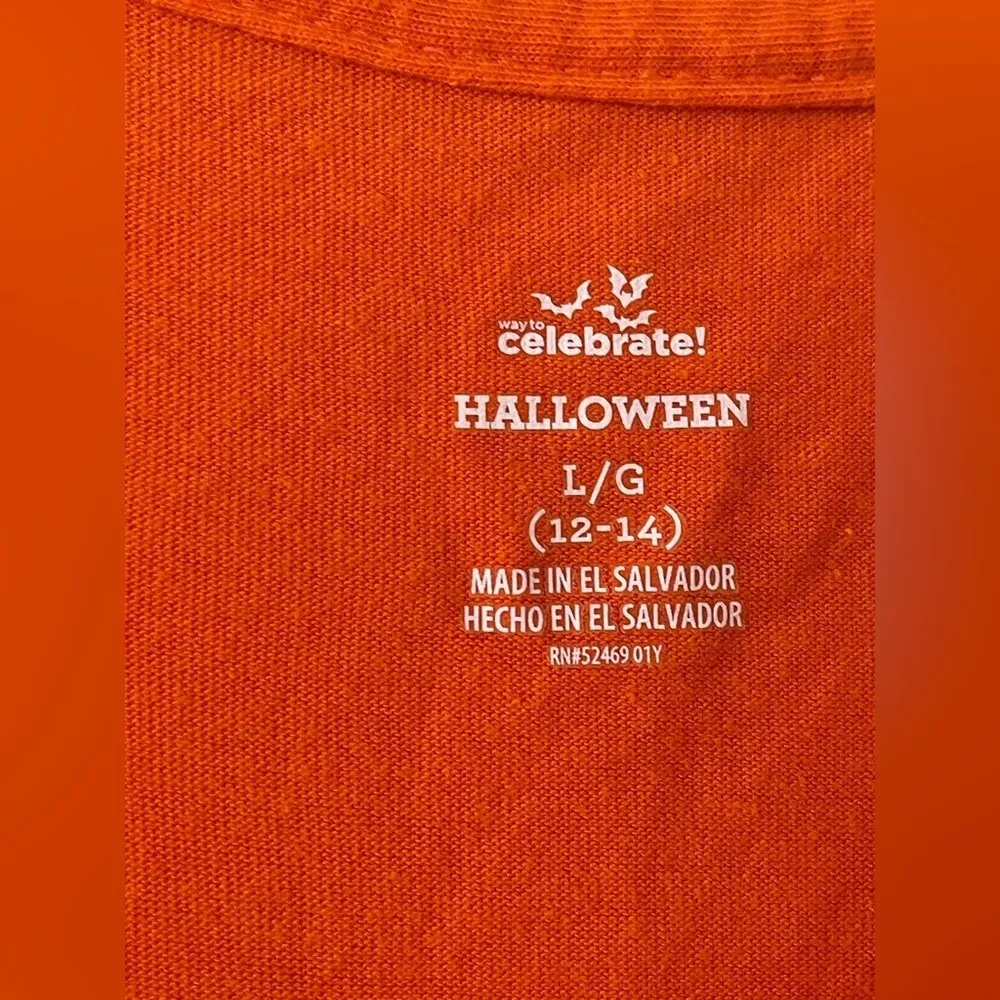 way to
celebrate!
HALLOWEEN
L/G
(12-14)
MADE IN EL SALVADOR
HECHO EN EL SALVADOR
RN#52469 01Y